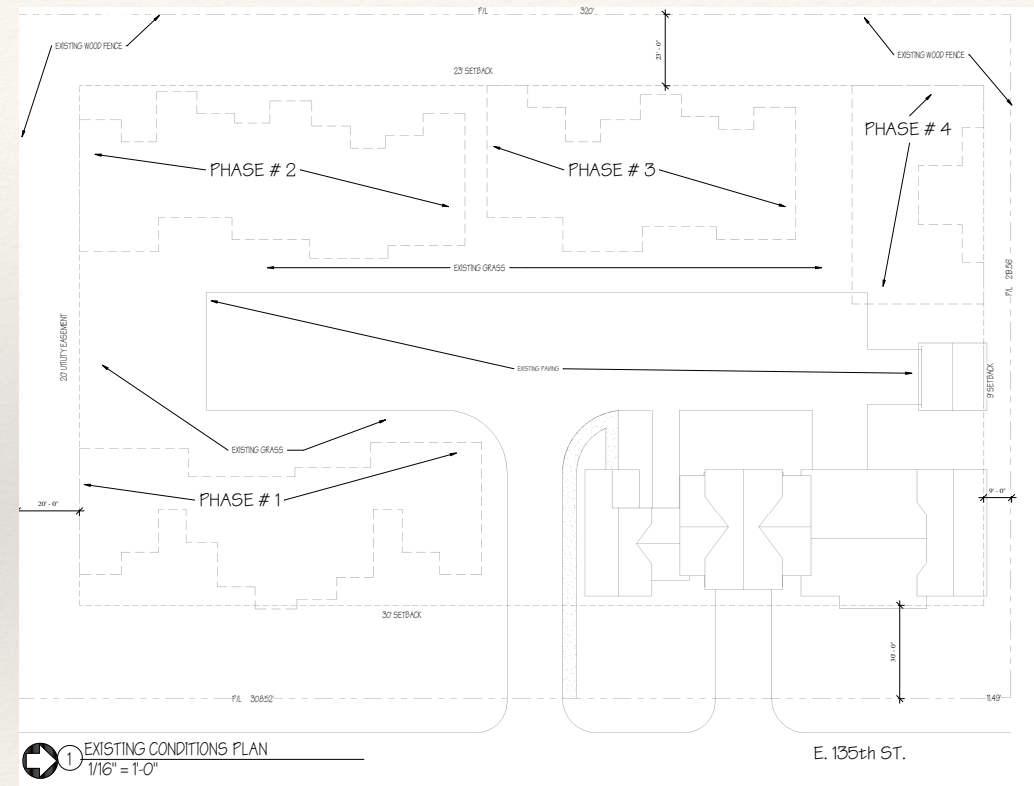 P/L 320'
EXISTING WOOD FENCE
EXISTING WOOD FENCE
23' - 0"
23' SETBACK
PHASE # 4
PHASE # 2
PHASE # 3
EXISTING GRASS
P/L 219.56'
20' UTILITY EASEMENT
EXISTING PAVING
9' SETBACK
EXISTING GRASS
PHASE # 1
20' - 0"
9' - 0"
30' SETBACK
30' - 0"
P/L 308.52'
11.49'
1 EXISTING CONDITIONS PLAN
1/16" = 1'-0"
E. 135th ST.